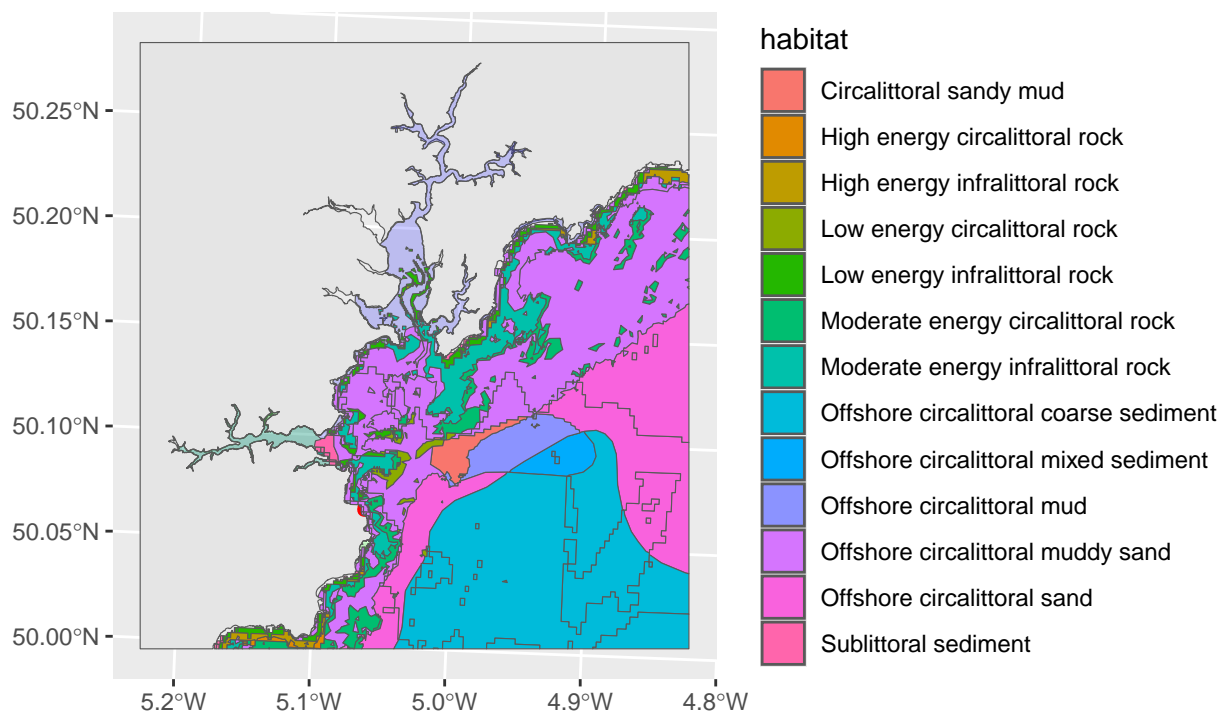 habitat
Circalittoral sandy mud
High energy circalittoral rock
High energy infralittoral rock
Low energy circalittoral rock
Low energy infralittoral rock
Moderate energy circalittoral rock
Moderate energy infralittoral rock
Offshore circalittoral coarse sediment
Offshore circalittoral mixed sediment
Offshore circalittoral mud
Offshore circalittoral muddy sand
Offshore circalittoral sand
Sublittoral sediment
50.25°N
50.20°N
50.15°N
50.10°N
50.05°N
50.00°N
5.2°W 5.1°W 5.0°W 4.9°W 4.8°W